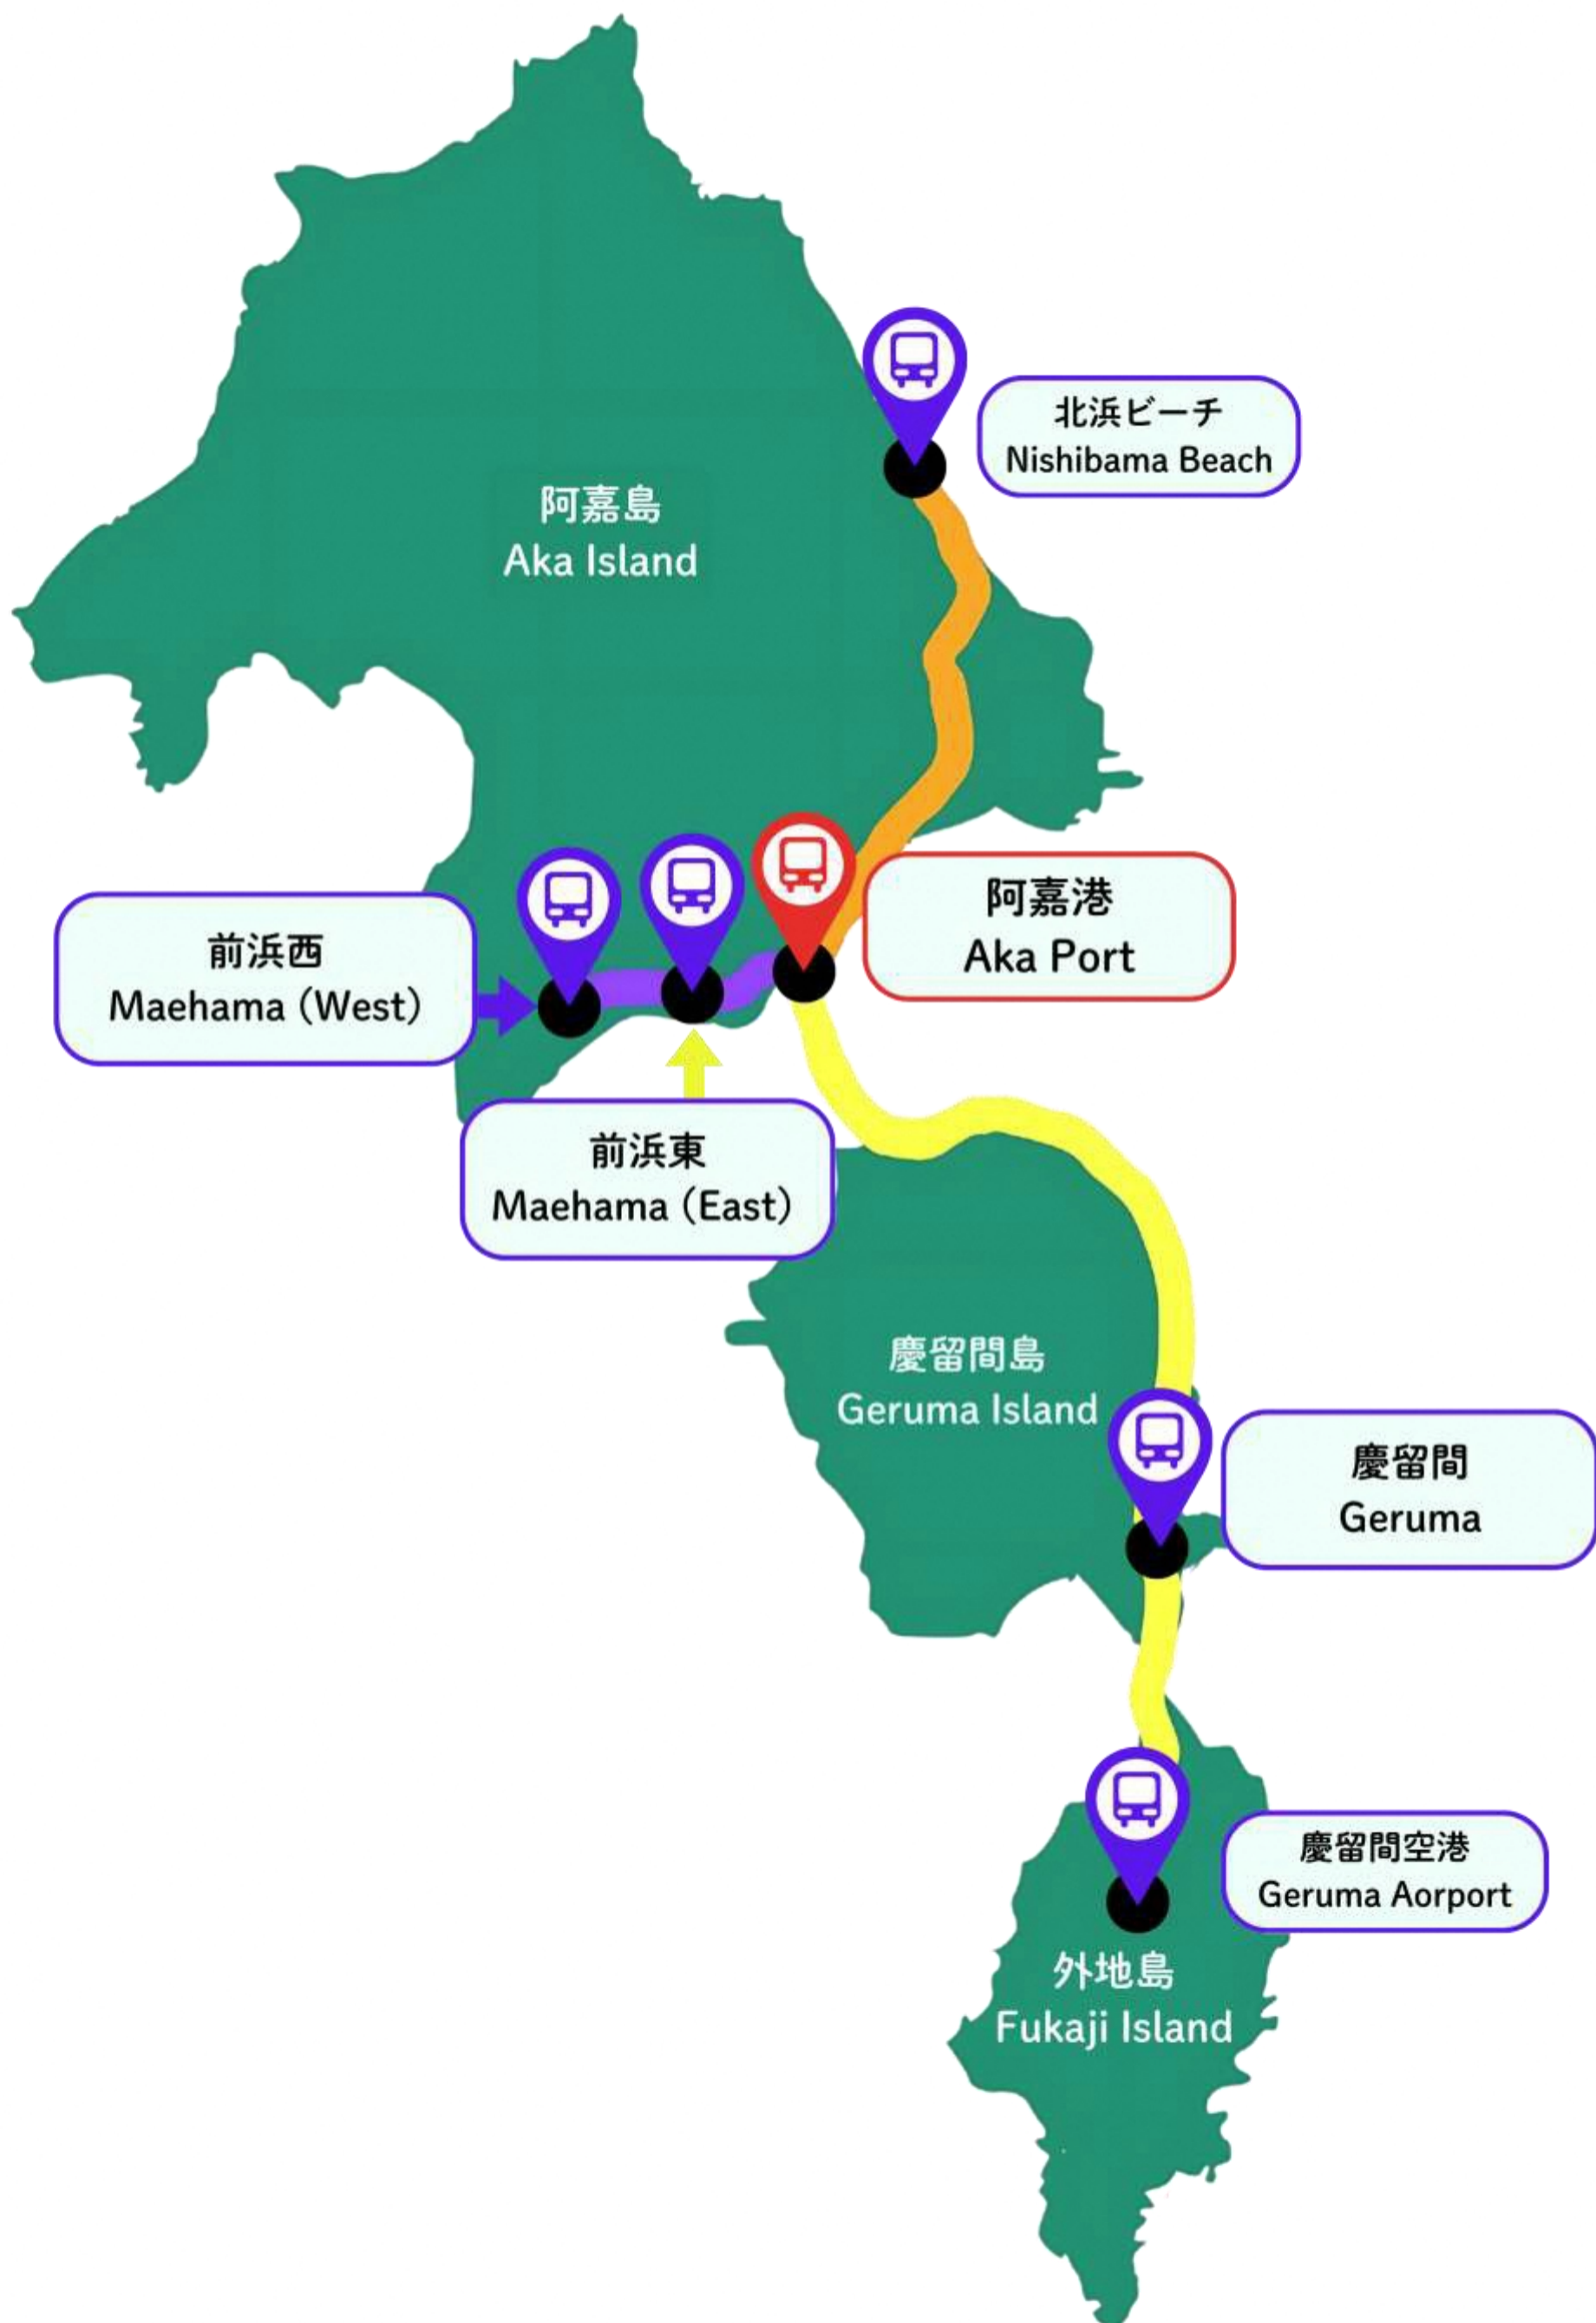 北浜ビーチ
Nishibama Beach
阿嘉島
Aka Island
阿嘉港
Aka Port
前浜西
Maehama (West)
前浜東
Maehama (East)
慶留間島
Geruma Island
慶留間
Geruma
慶留間空港
Geruma Aorport
外地島
Fukaji Island